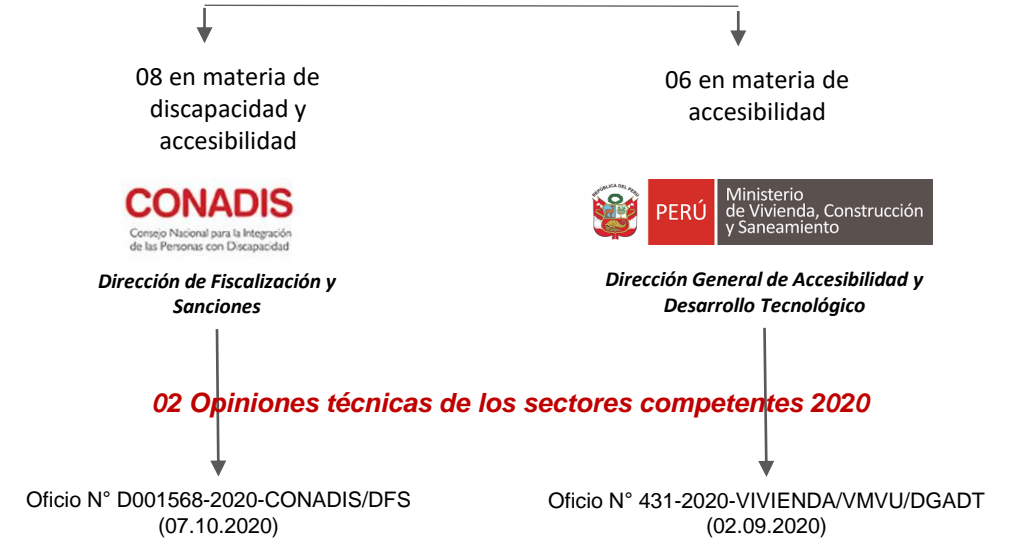 08 en materia de
discapacidad y
accesibilidad
06 en materia de
accesibilidad
CONADIS
Consejo Nacional para la Integración
de las Personas con Discapacidad
REPÚBLICA DEL PERÚ
PERÚ
Ministerio
de Vivienda, Construcción
y Saneamiento
Dirección de Fiscalización y
Sanciones
Dirección General de Accesibilidad y
Desarrollo Tecnológico
02 Opiniones técnicas de los sectores competentes 2020
Oficio N° D001568-2020-CONADIS/DFS
(07.10.2020)
Oficio N° 431-2020-VIVIENDA/VMVU/DGADT
(02.09.2020)